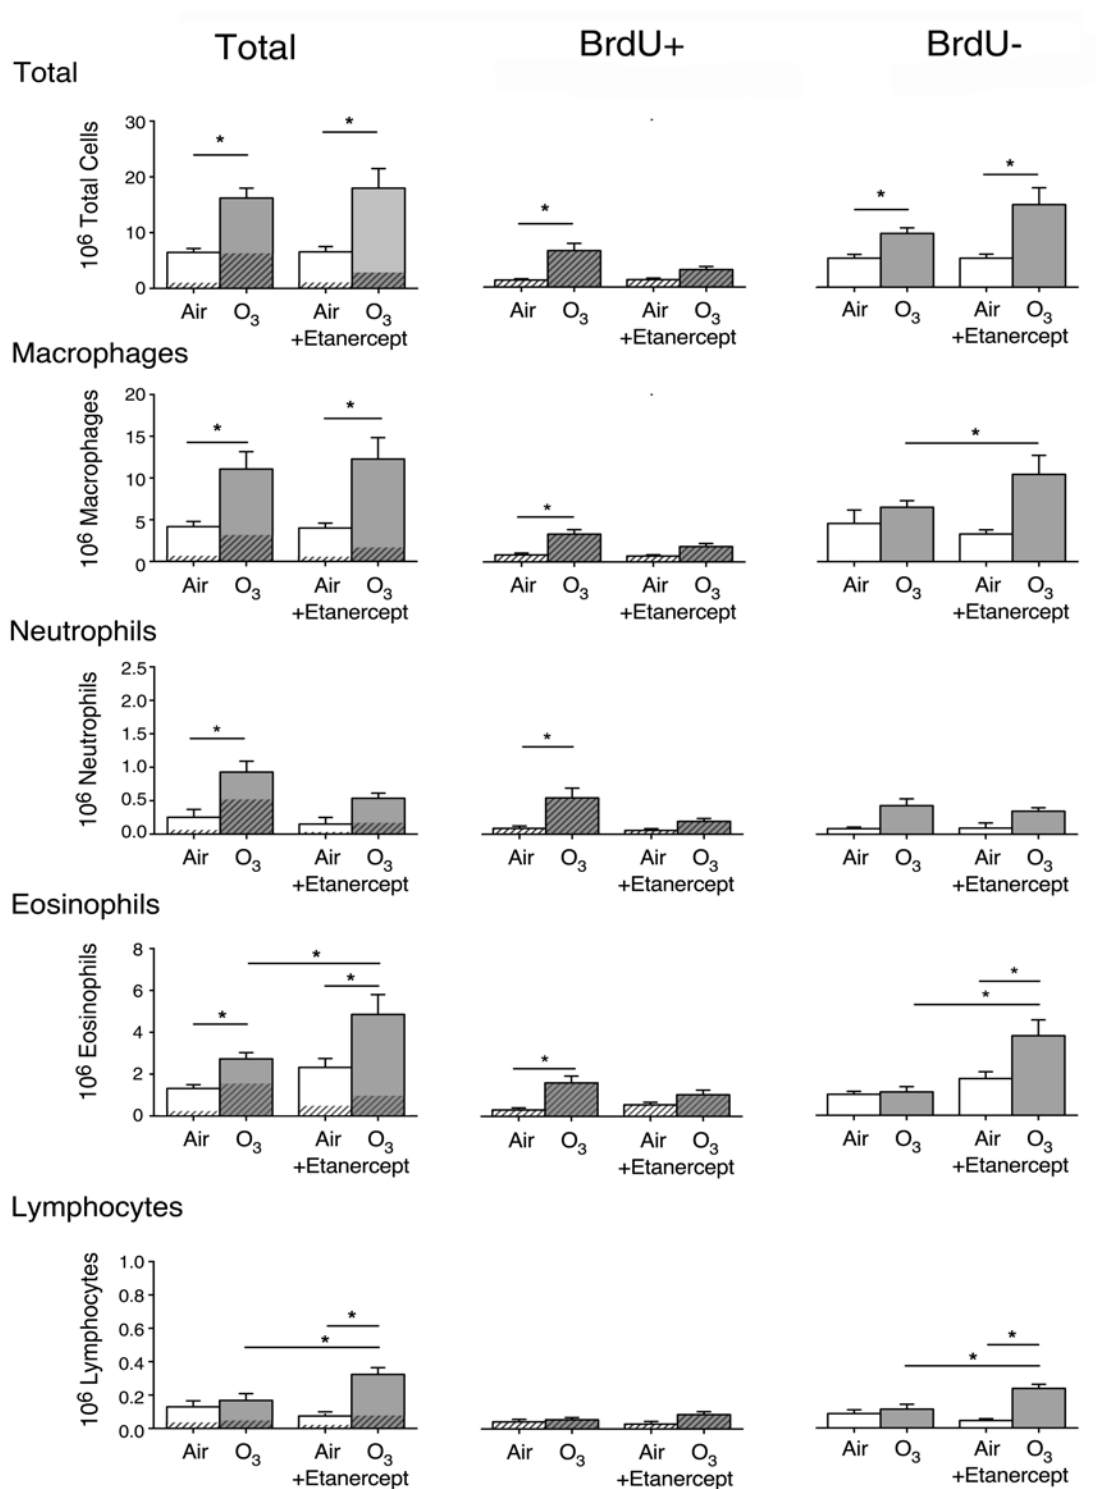 Total BrdU+ BrdU-
Total
10⁶ Total Cells
30
20
10
0
* * * * *
Air O₃ Air O₃ Air O₃ Air O₃ Air O₃ Air O₃
+Etanercept +Etanercept +Etanercept
Macrophages
10⁶ Macrophages
20
15
10
5
0
* * * *
Air O₃ Air O₃ Air O₃ Air O₃ Air O₃ Air O₃
+Etanercept +Etanercept +Etanercept
Neutrophils
10⁶ Neutrophils
2.5
2.0
1.5
1.0
0.5
0.0
* *
Air O₃ Air O₃ Air O₃ Air O₃ Air O₃ Air O₃
+Etanercept +Etanercept +Etanercept
Eosinophils
10⁶ Eosinophils
8
6
4
2
0
* * * * * *
Air O₃ Air O₃ Air O₃ Air O₃ Air O₃ Air O₃
+Etanercept +Etanercept +Etanercept
Lymphocytes
10⁶ Lymphocytes
1.0
0.8
0.6
0.4
0.2
0.0
* * * *
Air O₃ Air O₃ Air O₃ Air O₃ Air O₃ Air O₃
+Etanercept +Etanercept +Etanercept